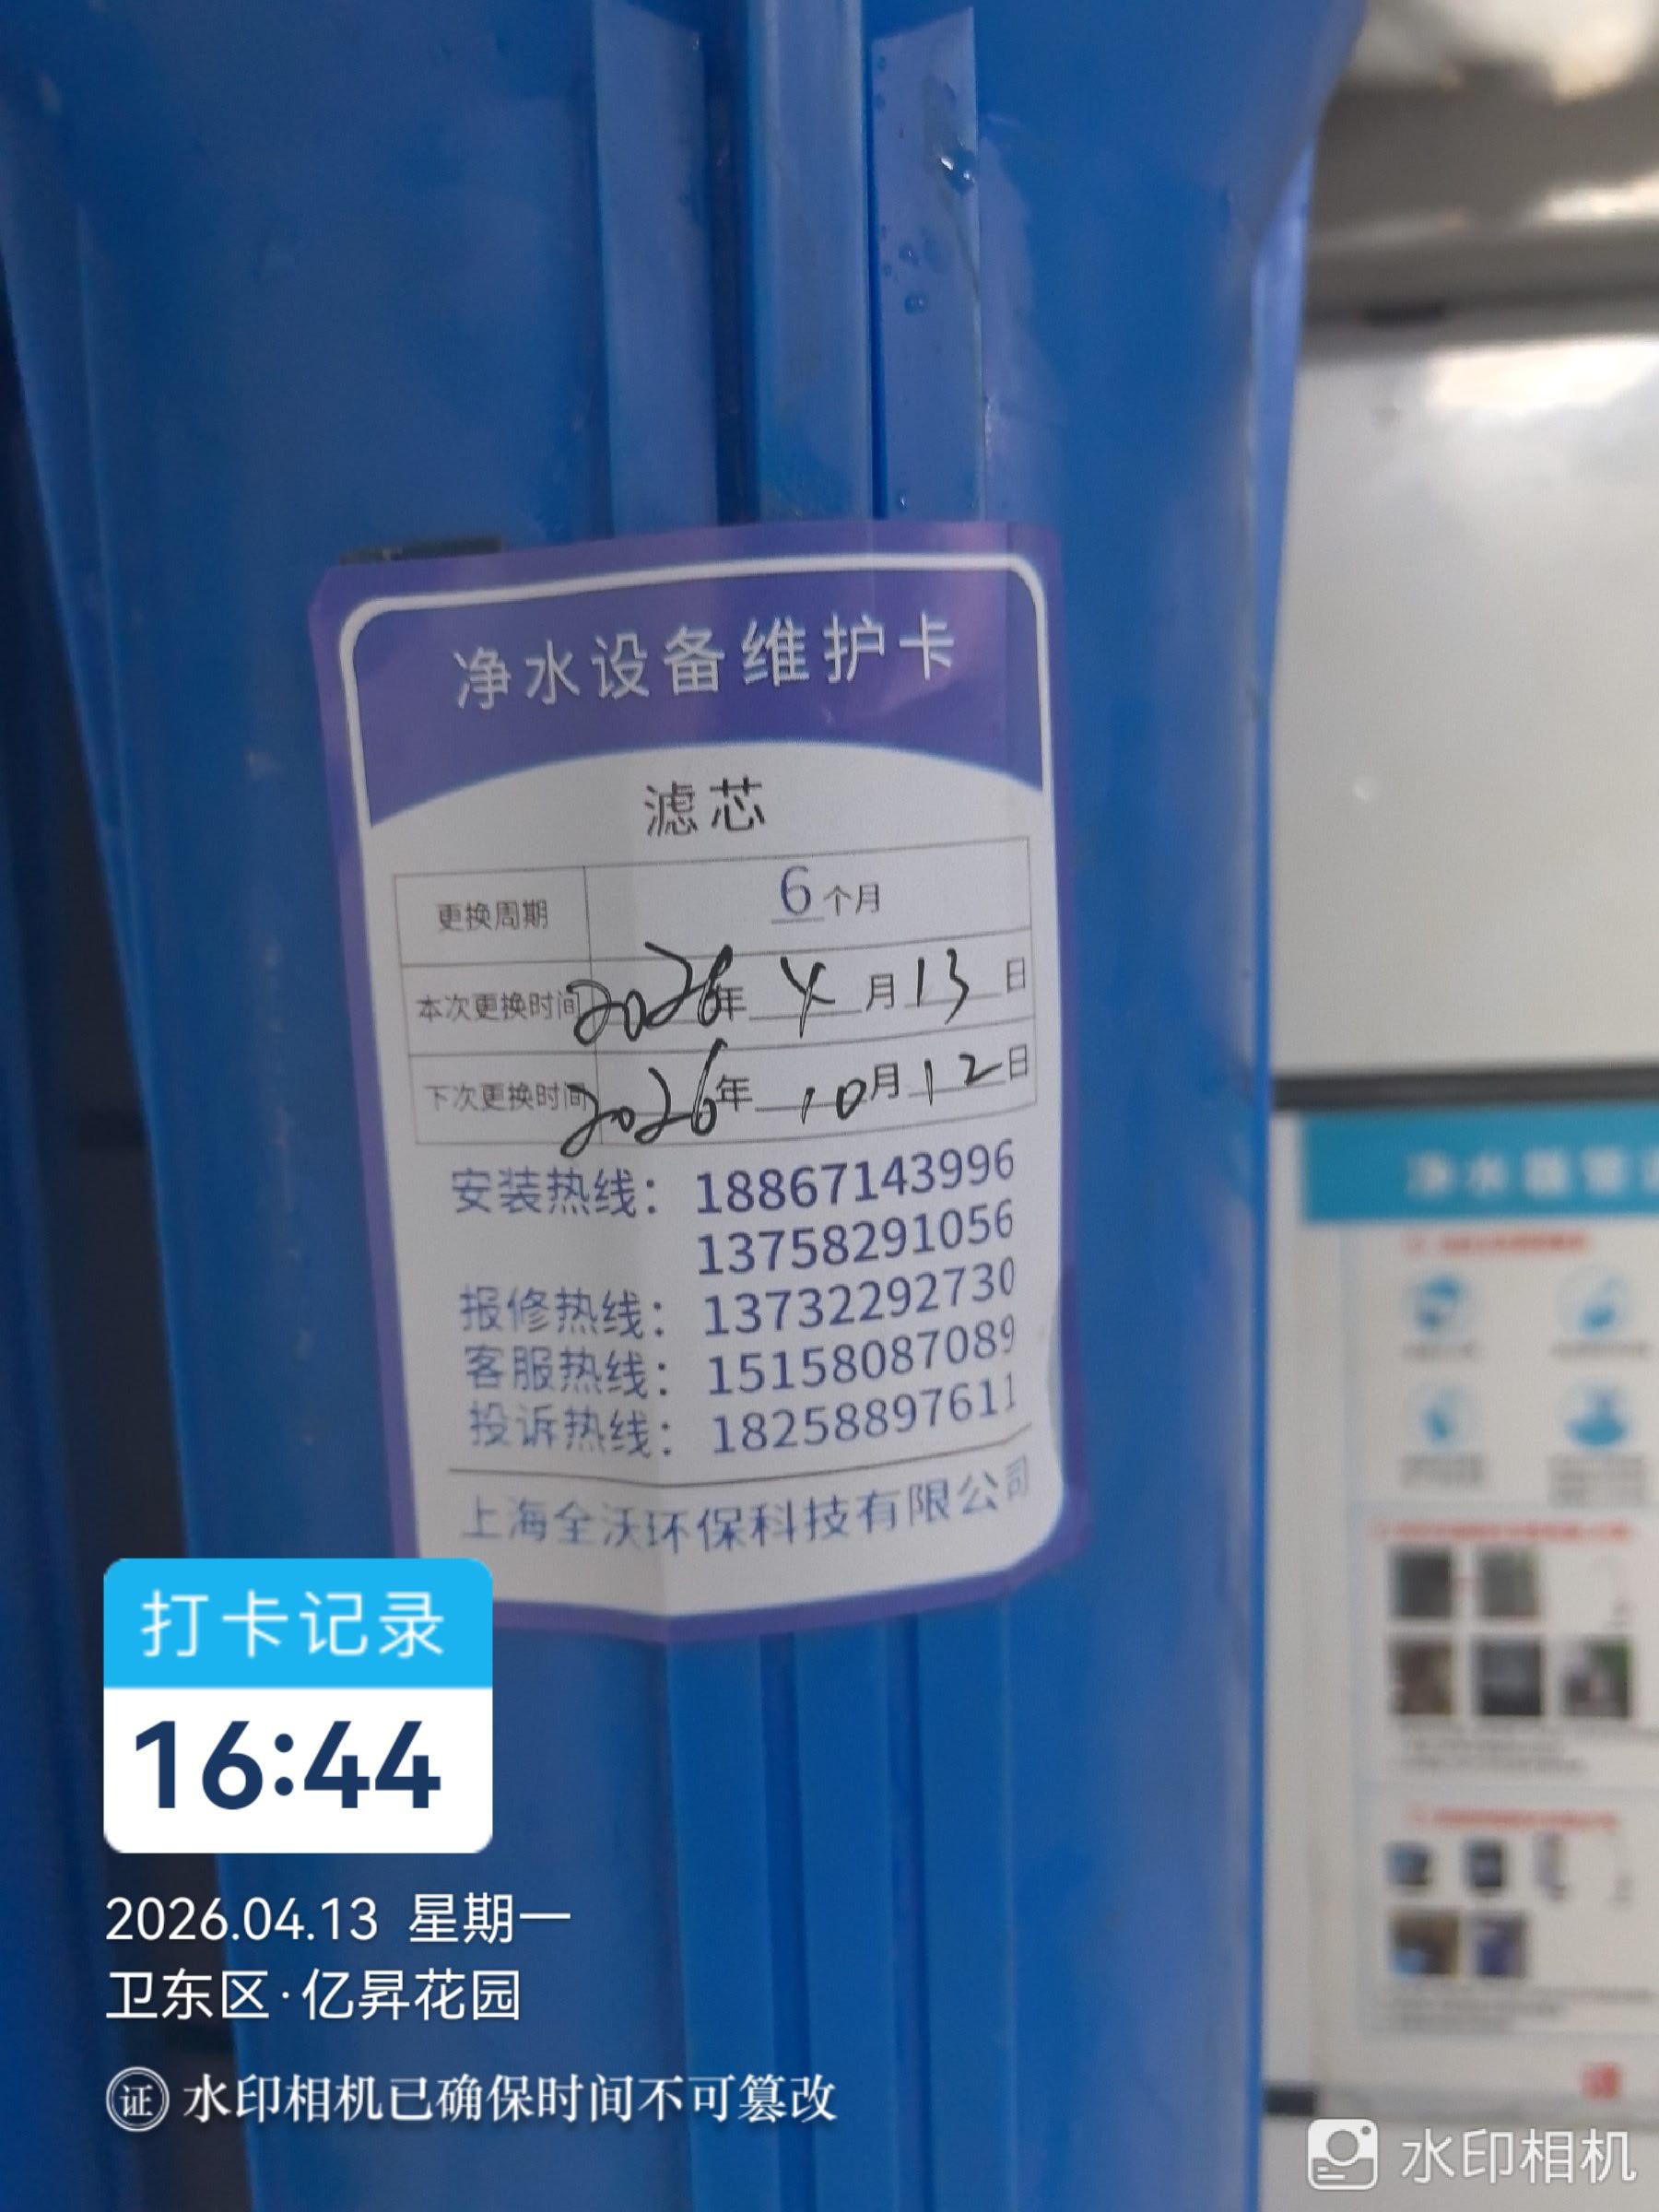 净水设备维护卡
滤芯
更换周期 6个月
本次更换时间 2026年4月13日
下次更换时间 2026年10月12日
安装热线：18867143996
13758291056
报修热线：13732292730
客服热线：15158087089
投诉热线：18258897611
上海全沃环保科技有限公司
打卡记录
16:44
2026.04.13 星期一
卫东区·亿昇花园
证 水印相机已确保时间不可篡改
水印相机